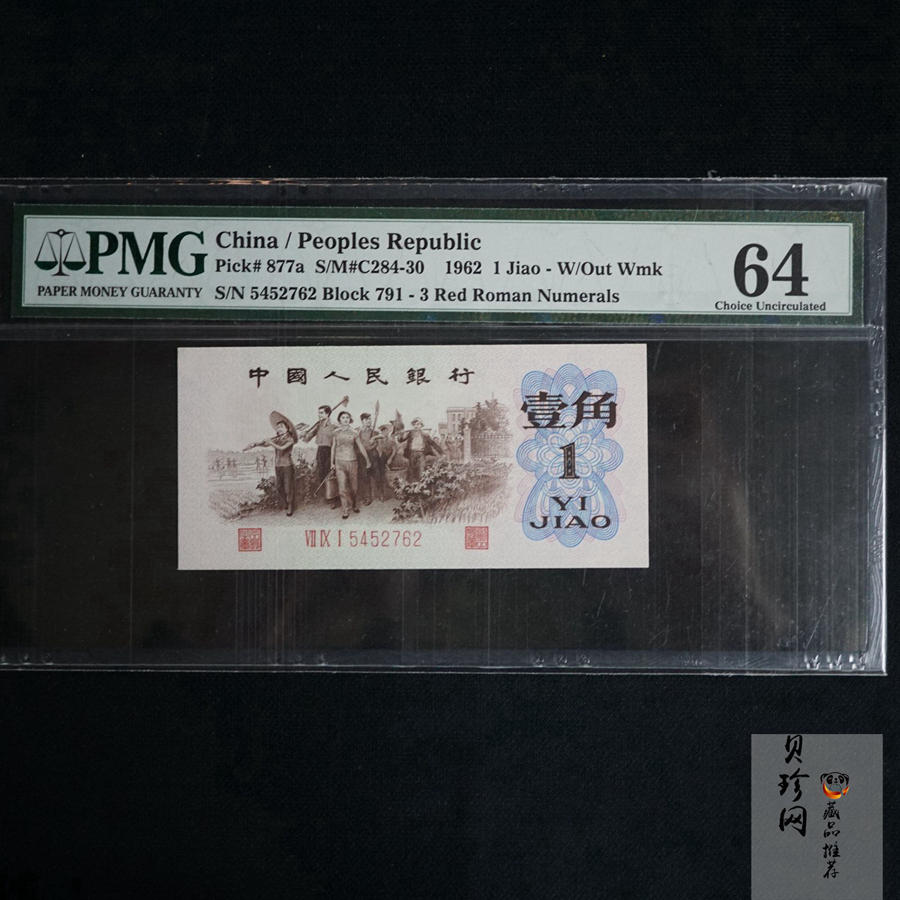 PMG
PAPER MONEY GUARANTY
China / Peoples Republic
Pick# 877a S/M#C284-30 1962 1 Jiao - W/Out Wmk
S/N 5452762 Block 791 - 3 Red Roman Numerals
64
Choice Uncirculated
中國人民銀行
壹角
1
YI
JIAO
VII IX I 5452762
贝珍网
藏品推荐